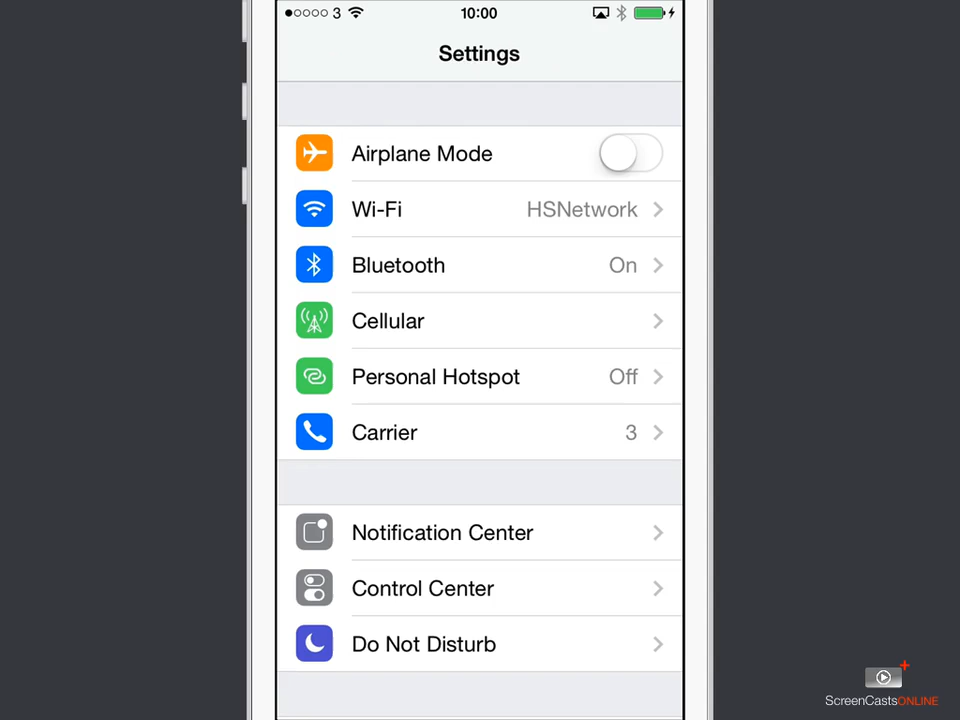 3 10:00
Settings
Airplane Mode
Wi-Fi HSNetwork
Bluetooth On
Cellular
Personal Hotspot Off
Carrier 3
Notification Center
Control Center
Do Not Disturb
ScreenCastsONLINE